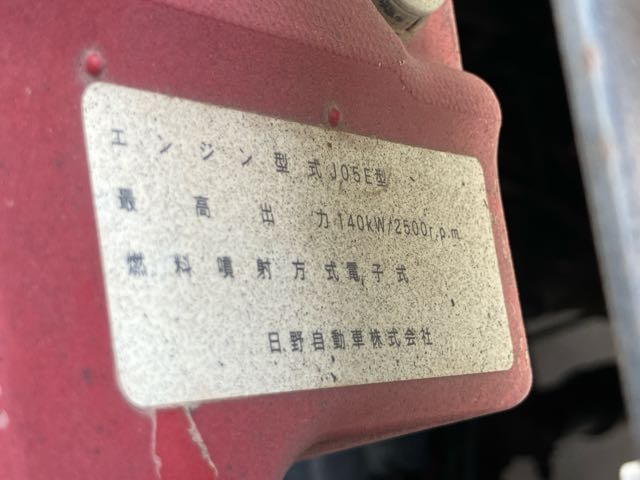 エンジン型式J05E型
最高出力140kW/2500r.p.m
燃料噴射方式電子式
日野自動車株式会社